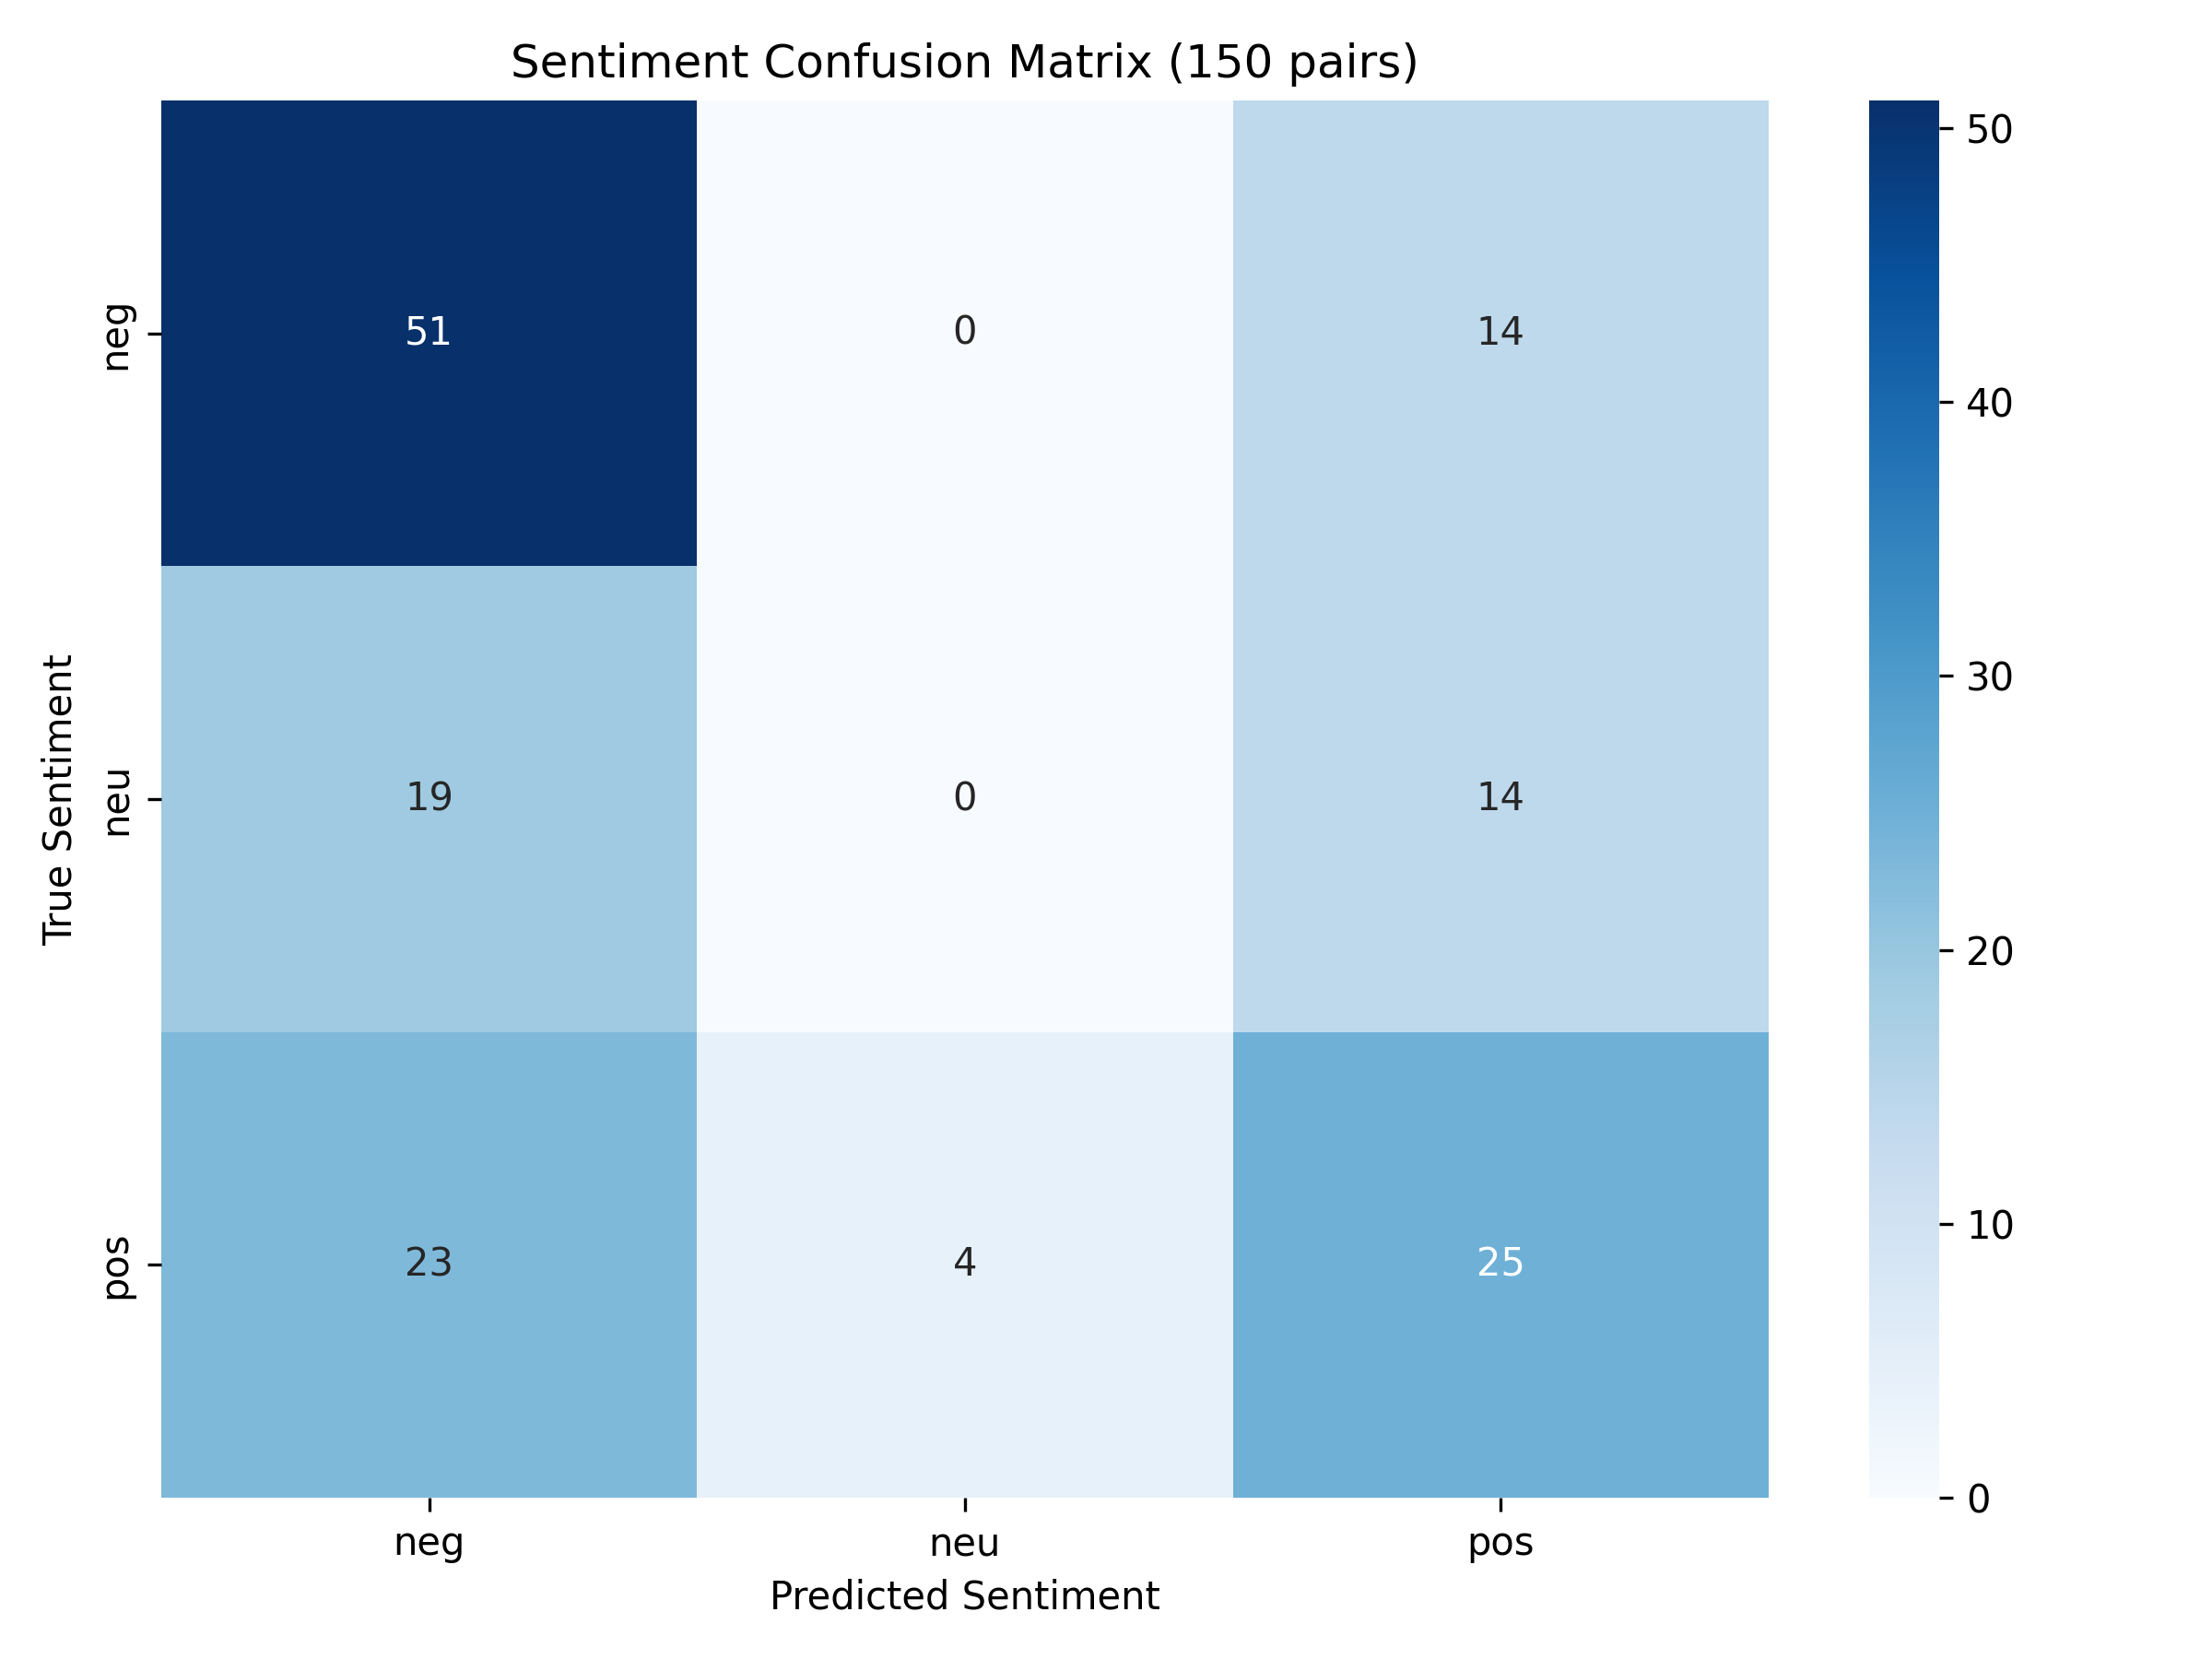 Sentiment Confusion Matrix (150 pairs)
True Sentiment
neg
51
0
14
neu
19
0
14
pos
23
4
25
neg
neu
pos
Predicted Sentiment
50
40
30
20
10
0